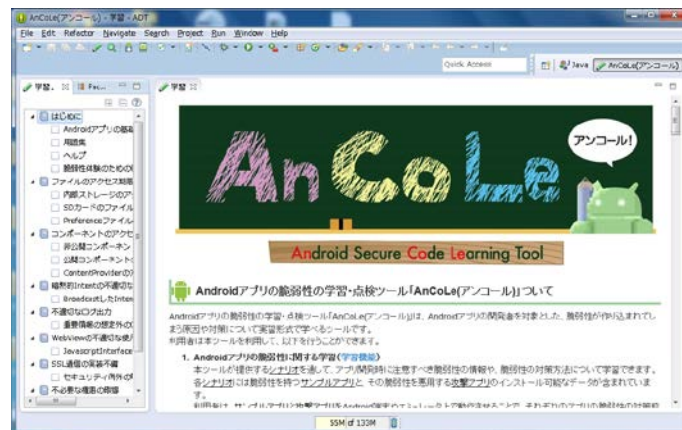 AnCoLe(アンコール) - 学習 - ADT
File Edit Refactor Navigate Search Project Run Window Help
Quick Access
Java
AnCoLe(アンコール)
学習.
学習
はじめに
Androidアプリの基礎
用語集
ヘルプ
脆弱性体験のための
ファイルのアクセス制限
内部ストレージのア
SDカードのファイル
Preferenceファイル
コンポーネントのアクセ
非公開コンポーネン
公開コンポーネント
ContentProviderの
暗黙的Intentの不適切な
BroadcastしたInten
不適切なログ出力
重要情報の想定外の
WebViewの不適切な使
JavascriptInterface
SSL通信の実装不備
セキュリティ例外の
不必要な権限の取得
AnCoLe
アンコール!
Android Secure Code Learning Tool
Androidアプリの脆弱性の学習・点検ツール「AnCoLe(アンコール)」ついて
Androidアプリの脆弱性の学習・点検ツール「AnCoLe(アンコール)」は、Androidアプリの開発者を対象とした、脆弱性が作り込まれてしまう原因や対策について実習形式で学べるツールです。
利用者は本ツールを利用して、以下を行うことができます。
1. Androidアプリの脆弱性に関する学習(学習機能)
本ツールが提供するシナリオを通して、アプリ開発時に注意すべき脆弱性の情報や、脆弱性の対策方法について学習できます。
各シナリオには脆弱性を持つサンプルアプリと、その脆弱性を悪用する攻撃アプリのインストール可能なデータが含まれています。
55M of 133M